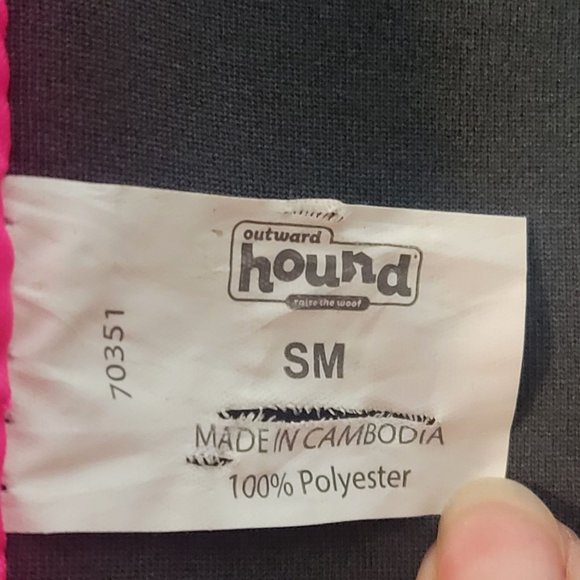 outward
hound
raise the woof
SM
70351
MADE IN CAMBODIA
100% Polyester